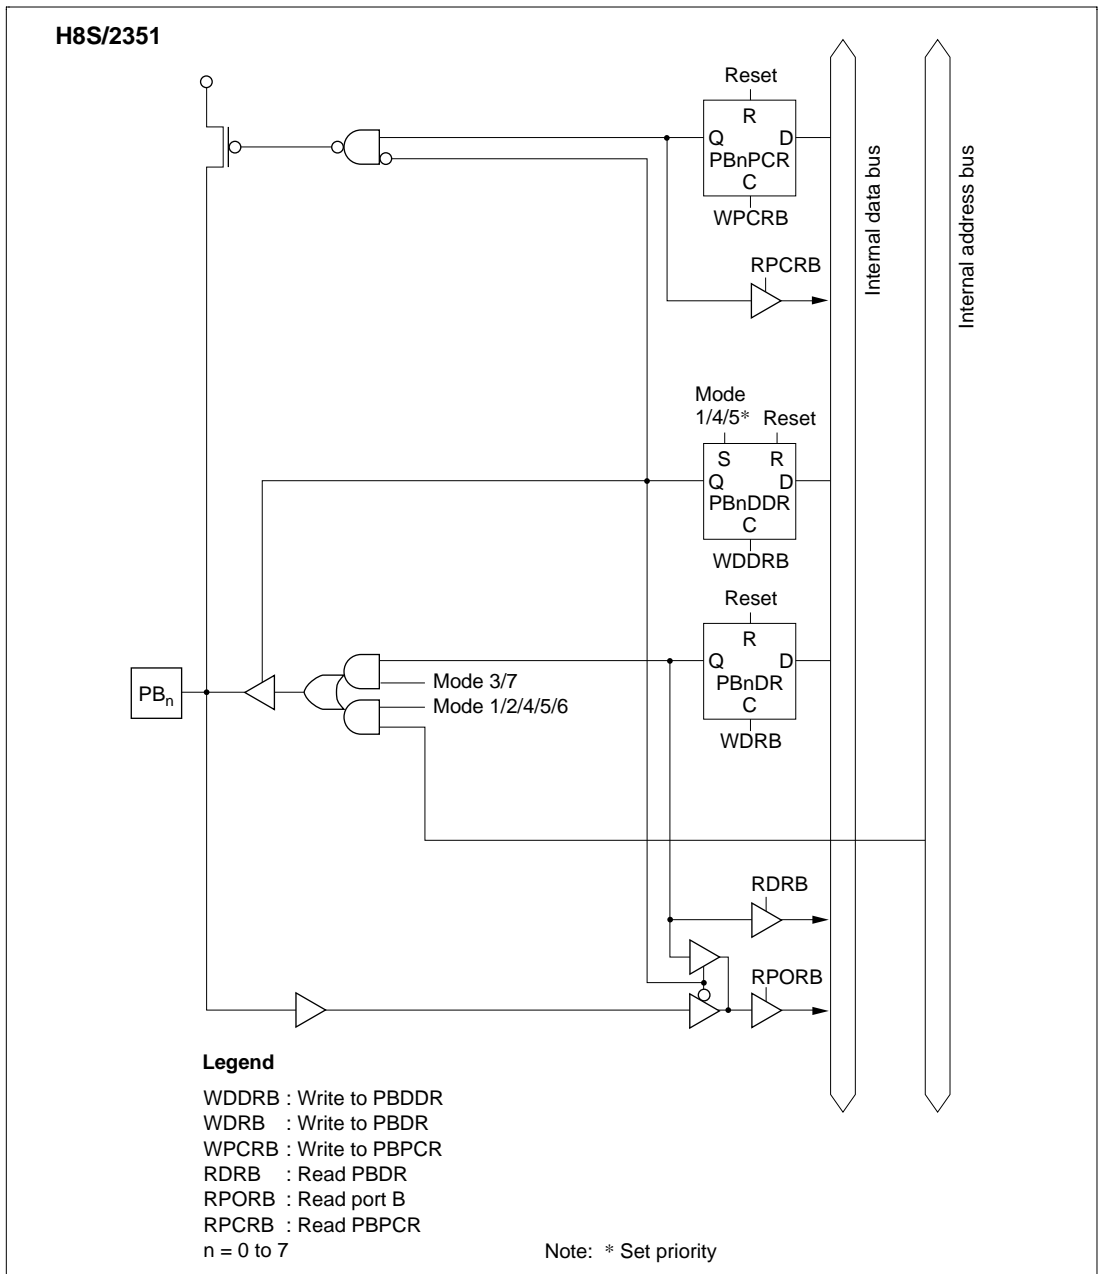 H8S/2351
Reset
R
Q D
PBnPCR
C
WPCRB
Internal data bus
Internal address bus
RPCRB
Mode
1/4/5* Reset
S R
Q D
PBnDDR
C
WDDRB
Reset
R
Q D
PBnDR
C
WDRB
PBn
Mode 3/7
Mode 1/2/4/5/6
RDRB
RPORB
Legend
WDDRB : Write to PBDDR
WDRB : Write to PBDR
WPCRB : Write to PBPCR
RDRB : Read PBDR
RPORB : Read port B
RPCRB : Read PBPCR
n = 0 to 7
Note: * Set priority